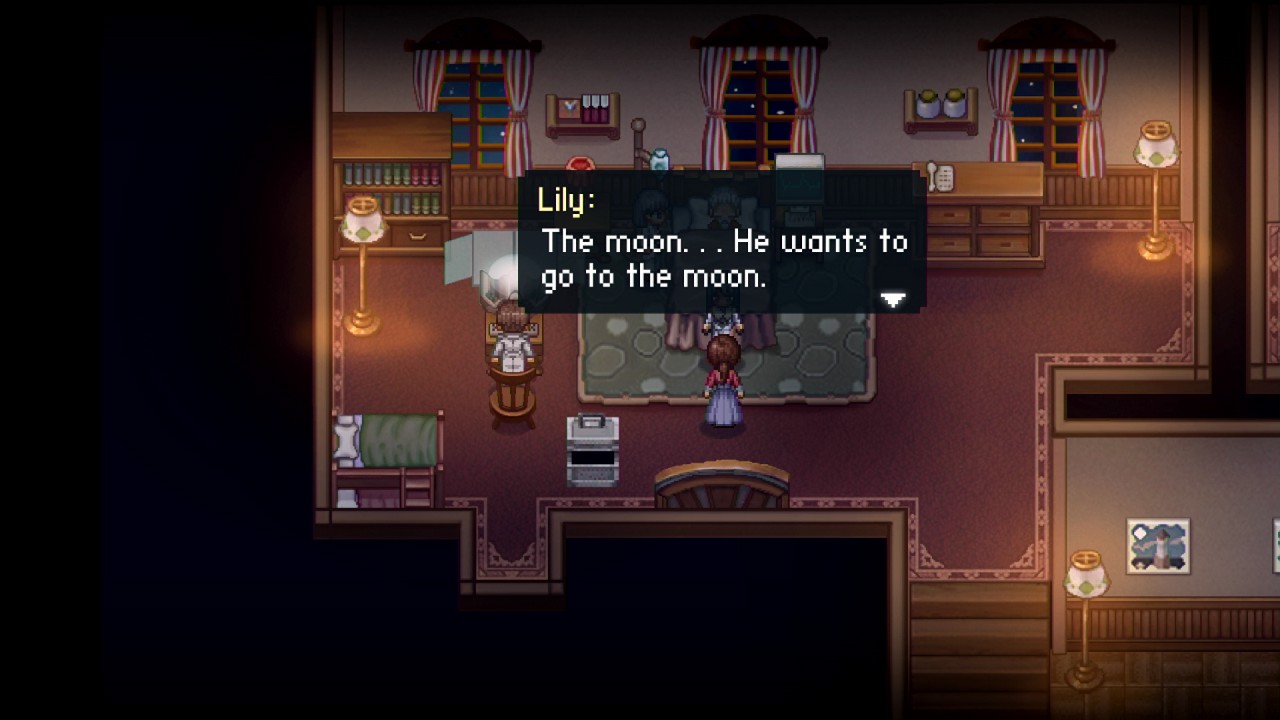 Lily:
The moon. . . He wants to
go to the moon.